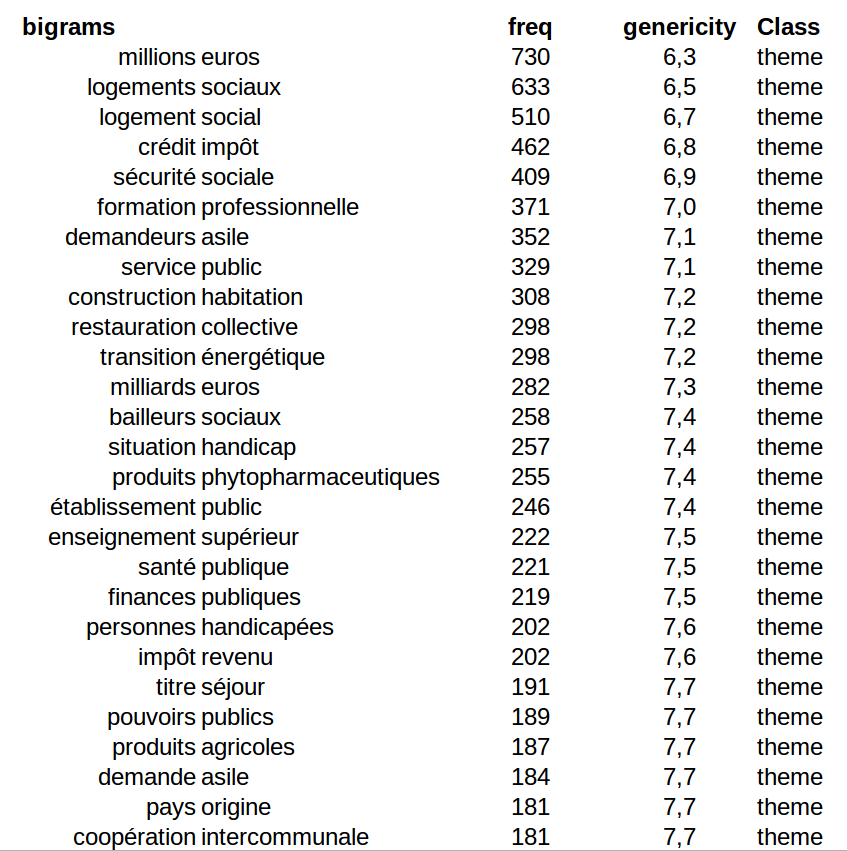 bigrams freq genericity Class
millions euros 730 6,3 theme
logements sociaux 633 6,5 theme
logement social 510 6,7 theme
crédit impôt 462 6,8 theme
sécurité sociale 409 6,9 theme
formation professionnelle 371 7,0 theme
demandeurs asile 352 7,1 theme
service public 329 7,1 theme
construction habitation 308 7,2 theme
restauration collective 298 7,2 theme
transition énergétique 298 7,2 theme
milliards euros 282 7,3 theme
bailleurs sociaux 258 7,4 theme
situation handicap 257 7,4 theme
produits phytopharmaceutiques 255 7,4 theme
établissement public 246 7,4 theme
enseignement supérieur 222 7,5 theme
santé publique 221 7,5 theme
finances publiques 219 7,5 theme
personnes handicapées 202 7,6 theme
impôt revenu 202 7,6 theme
titre séjour 191 7,7 theme
pouvoirs publics 189 7,7 theme
produits agricoles 187 7,7 theme
demande asile 184 7,7 theme
pays origine 181 7,7 theme
coopération intercommunale 181 7,7 theme